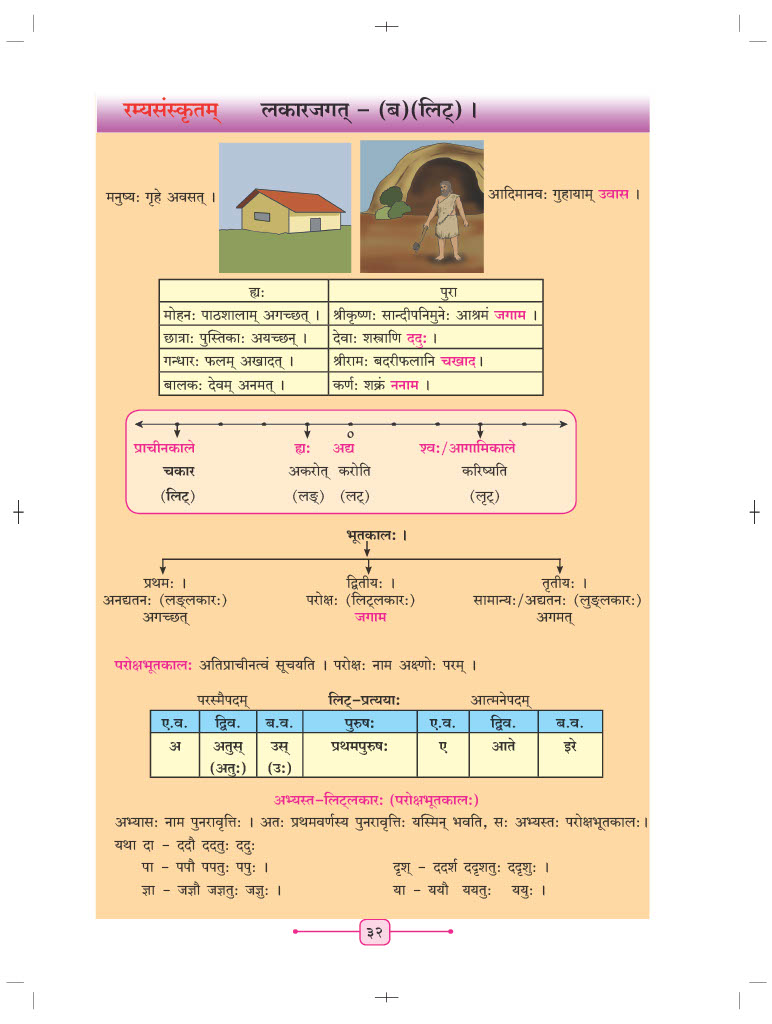 रम्यसंस्कृतम् लकारजगत् – (ब)(लिट्) ।
मनुष्यः गृहे अवसत् ।
आदिमानवः गुहायाम् उवास ।
ह्यः पुरा
मोहनः पाठशालाम् अगच्छत् । श्रीकृष्णः सान्दीपनिमुनेः आश्रमं जगाम ।
छात्राः पुस्तिकाः अयच्छन् । देवाः शस्त्राणि ददुः ।
गन्धारः फलम् अखादत् । श्रीरामः बदरीफलानि चखाद।
बालकः देवम् अनमत् । कर्णः शक्रं ननाम ।
प्राचीनकाले ह्यः अद्य श्वः/आगामिकाले
चकार अकरोत् करोति करिष्यति
(लिट्) (लङ्) (लट्) (लृट्)
भूतकालः ।
प्रथमः । द्वितीयः । तृतीयः ।
अनद्यतनः (लङ्लकारः) परोक्षः (लिट्लकारः) सामान्यः/अद्यतनः (लुङ्लकारः)
अगच्छत् जगाम अगमत्
परोक्षभूतकालः अतिप्राचीनत्वं सूचयति । परोक्षः नाम अक्ष्णोः परम् ।
परस्मैपदम् लिट्–प्रत्ययाः आत्मनेपदम्
ए.व. द्विव. ब.व. पुरुषः ए.व. द्विव. ब.व.
अ अतुस् उस् प्रथमपुरुषः ए आते इरे
(अतुः) (उः)
अभ्यस्त–लिट्लकारः (परोक्षभूतकालः)
अभ्यासः नाम पुनरावृत्तिः । अतः प्रथमवर्णस्य पुनरावृत्तिः यस्मिन् भवति, सः अभ्यस्तः परोक्षभूतकालः।
यथा दा – ददौ ददतुः ददुः
पा – पपौ पपतुः पपुः । दृश् – ददर्श ददृशतुः ददृशुः ।
ज्ञा – जज्ञौ जज्ञतुः जज्ञुः । या – ययौ ययतुः ययुः ।
३२